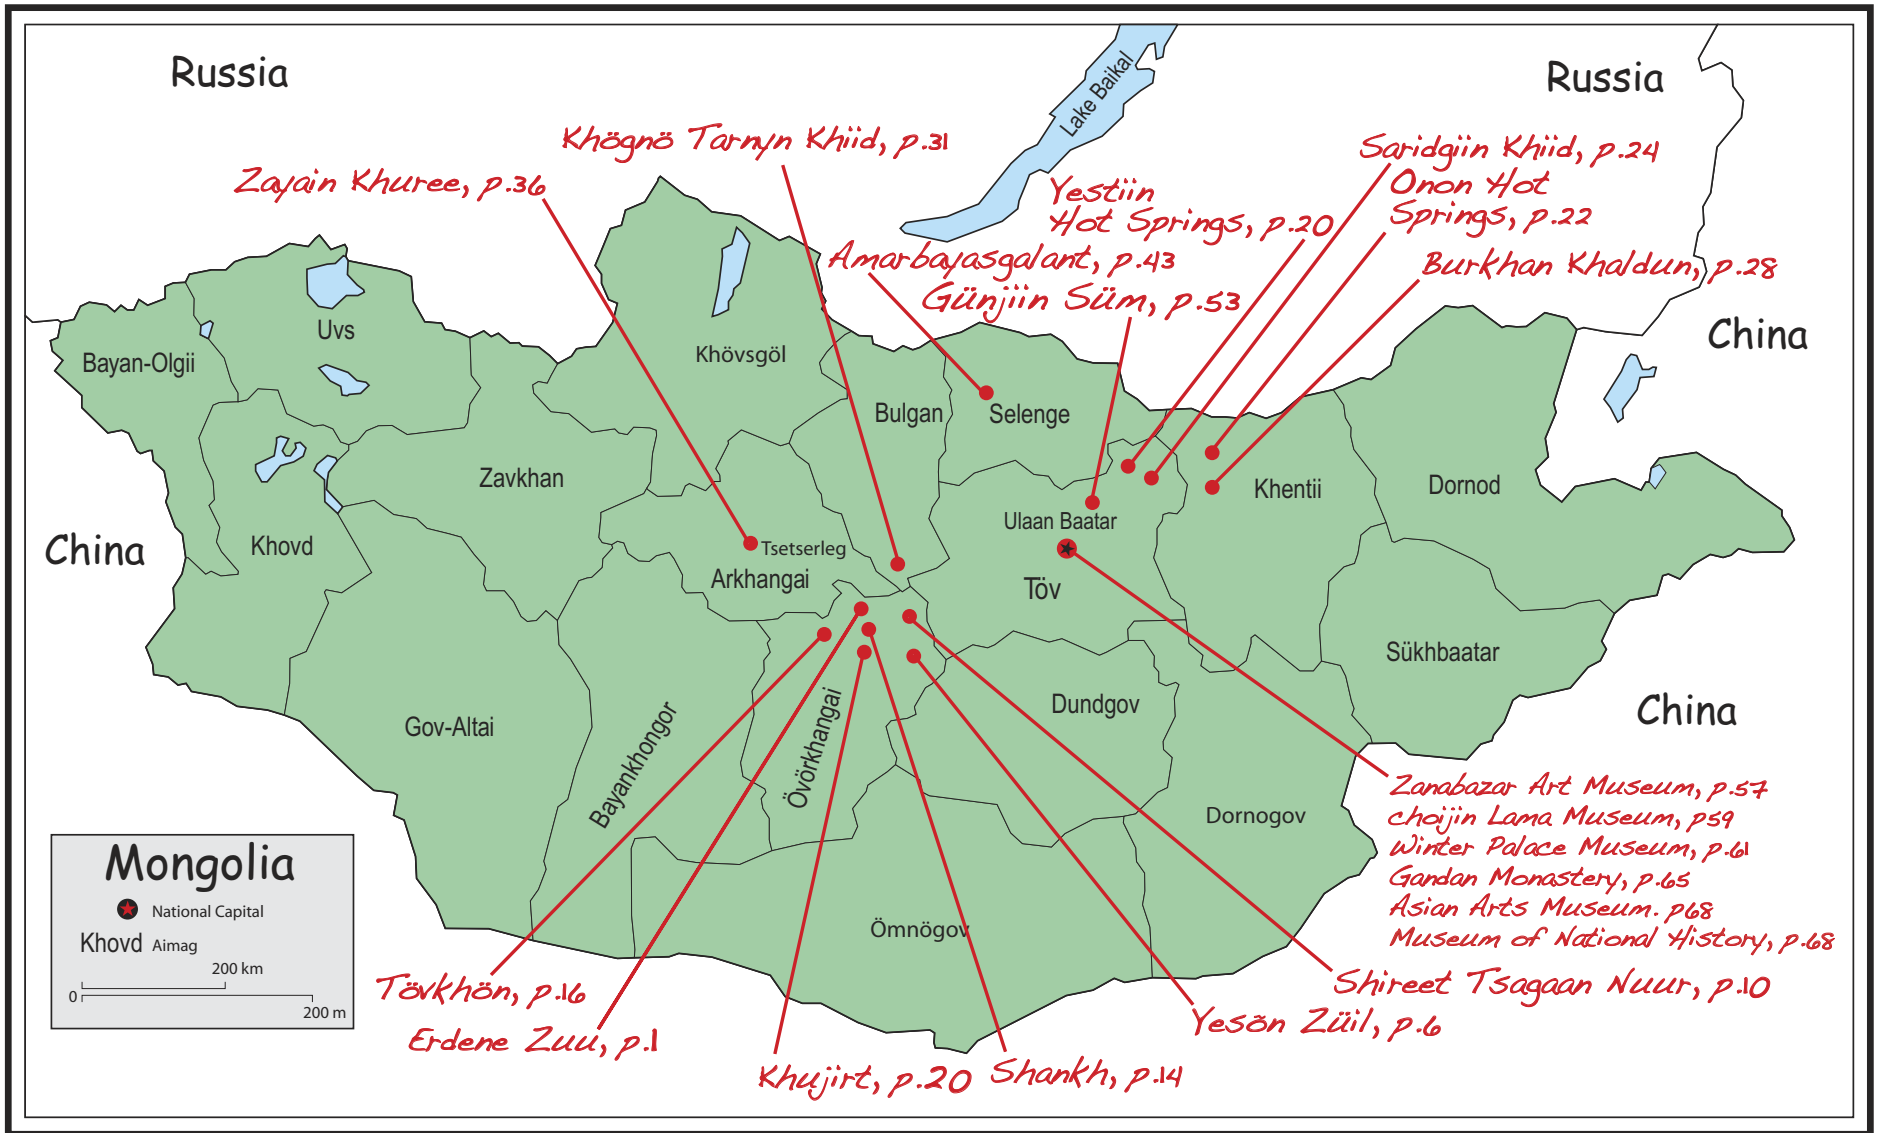 Russia
Russia
Lake Baikal
Khögnö Tarnyn Khiid, p.31
Saridgiin Khiid, p.24
Zayain Khuree, p.36
Yestiin
Hot Springs, p.20
Onon Hot
Springs, p.22
Amarbayasgalant, p.43
Burkhan Khaldun, p.28
Günjiin Süm, p.53
Uvs
China
Bayan-Olgii
Khövsgöl
Bulgan
Selenge
Zavkhan
Khentii
Dornod
Ulaan Baatar
China
Khovd
Tsetserleg
Arkhangai
Töv
Sükhbaatar
Dundgov
China
Gov-Altai
Bayankhongor
Övörkhangai
Dornogov
Zanabazar Art Museum, p.57
choijin Lama Museum, p59
Winter Palace Museum, p.61
Gandan Monastery, p.65
Asian Arts Museum. p68
Museum of National History, p.68
Ömnögov
Mongolia
National Capital
Khovd Aimag
200 km
0
200 m
Tövkhön, p.16
Shireet Tsagaan Nuur, p.10
Yesõn Züil, p.6
Erdene Zuu, p.1
Khujirt, p.20
Shankh, p.14